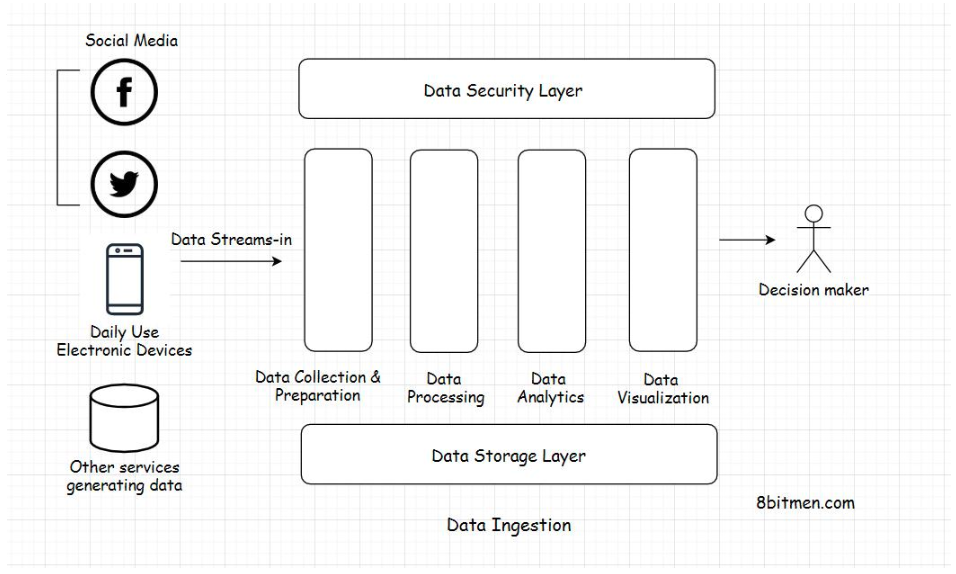 Social Media
Data Security Layer
Data Streams-in
Decision maker
Daily Use
Electronic Devices
Data Collection &
Preparation
Data
Processing
Data
Analytics
Data
Visualization
Data Storage Layer
Other services
generating data
8bitmen.com
Data Ingestion